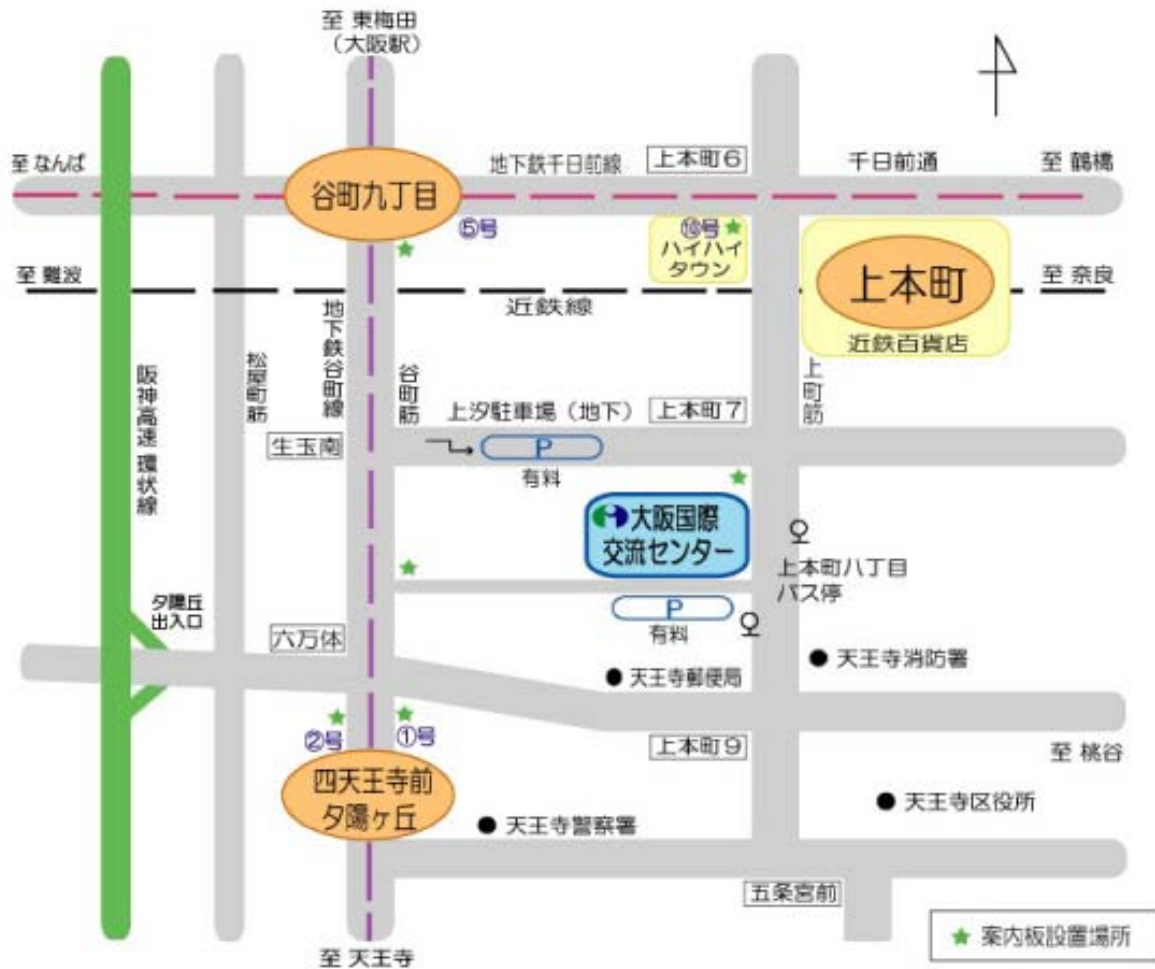 至 東梅田
（大阪駅）
至 なんば
谷町九丁目
地下鉄千日前線
上本町6
千日前通
至 鶴橋
⑤号
⑩号
ハイハイ
タウン
上本町
近鉄百貨店
至 難波
近鉄線
至 奈良
阪神高速 環状線
松屋町筋
地下鉄谷町線
谷町筋
上町筋
上汐駐車場（地下）
上本町7
生玉南
P
有料
大阪国際
交流センター
上本町八丁目
バス停
夕陽丘
出入口
六万体
P
有料
天王寺消防署
天王寺郵便局
②号
①号
上本町9
至 桃谷
四天王寺前
夕陽ヶ丘
天王寺区役所
天王寺警察署
五条宮前
至 天王寺
案内板設置場所